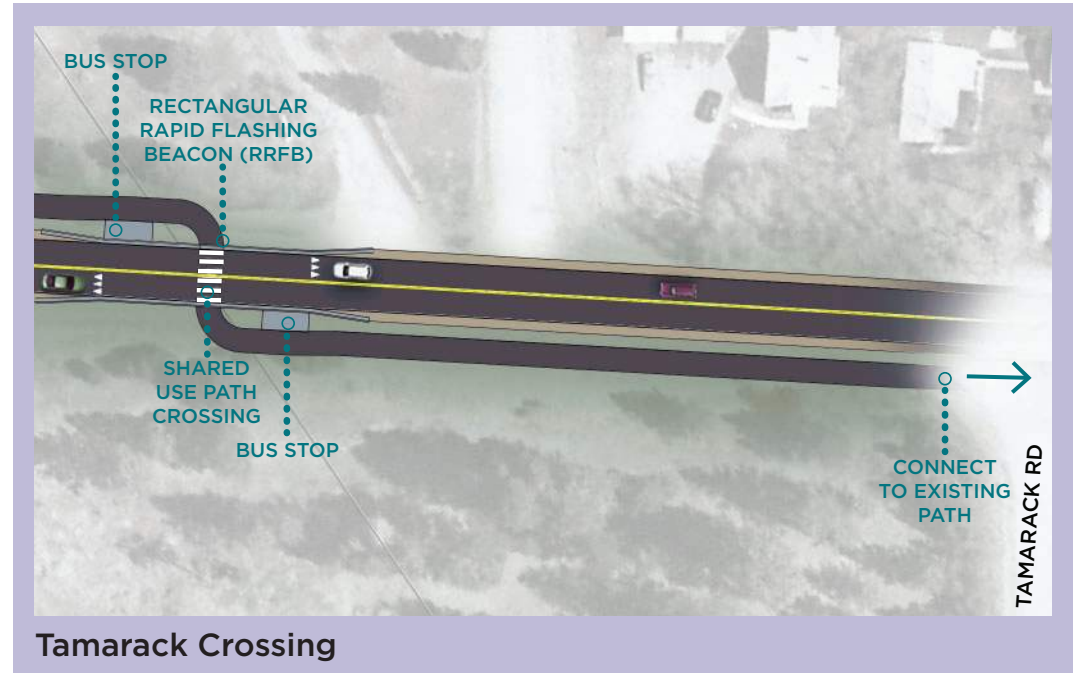 BUS STOP
RECTANGULAR
RAPID FLASHING
BEACON (RRFB)
SHARED
USE PATH
CROSSING
BUS STOP
CONNECT
TO EXISTING
PATH
TAMARACK RD
Tamarack Crossing